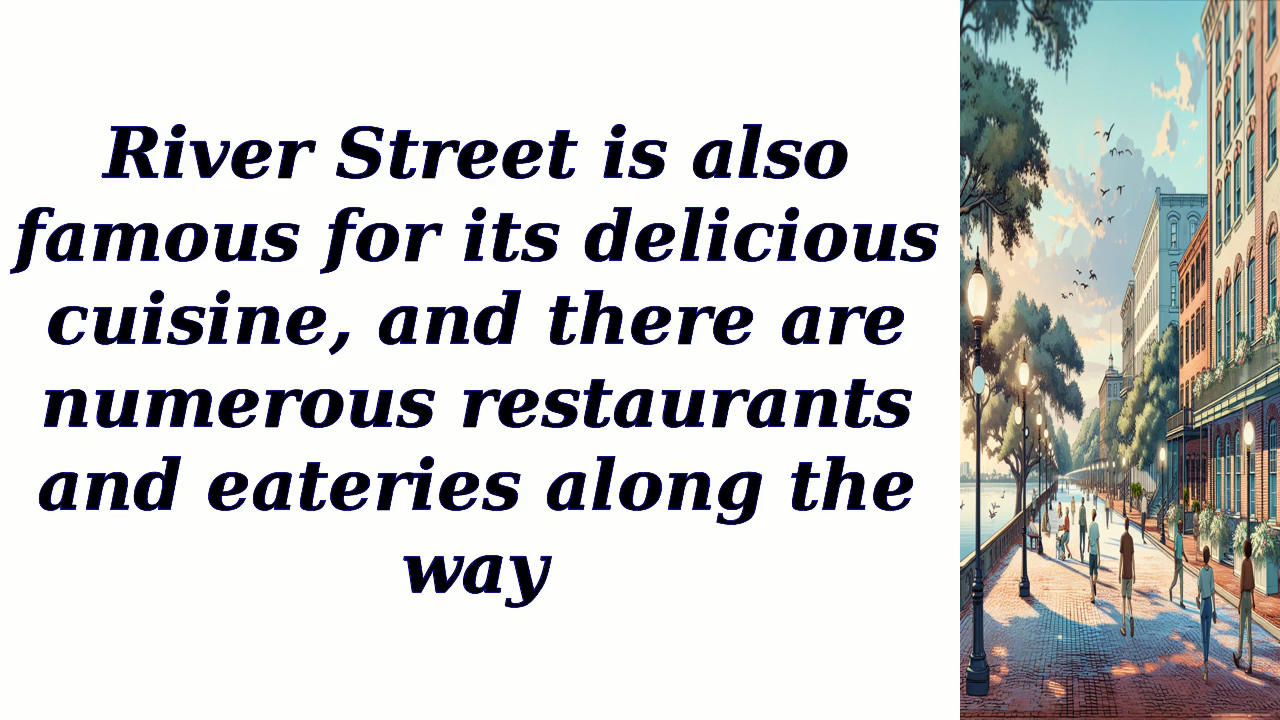 River Street is also
famous for its delicious
cuisine, and there are
numerous restaurants
and eateries along the
way